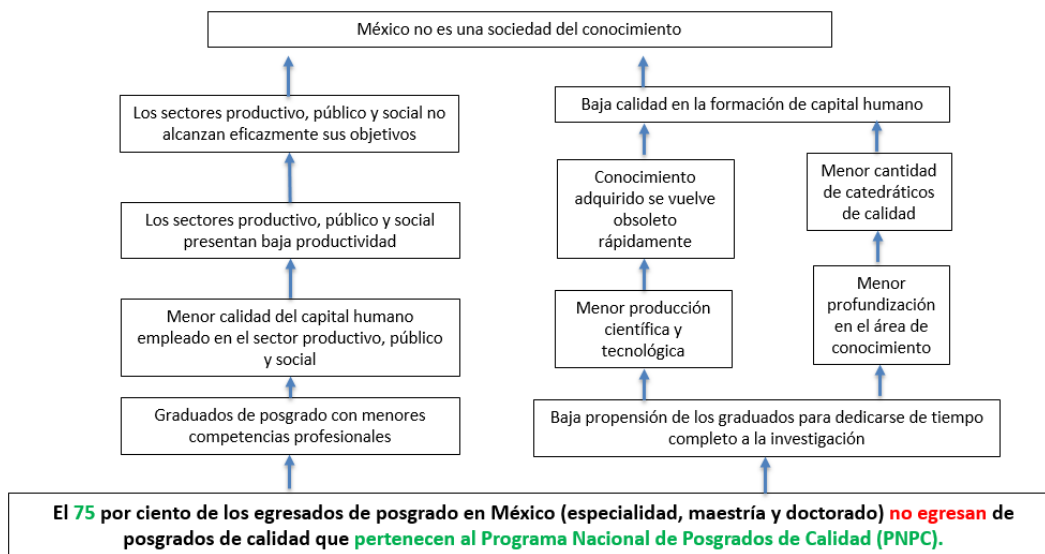 México no es una sociedad del conocimiento
Los sectores productivo, público y social no
alcanzan eficazmente sus objetivos
Baja calidad en la formación de capital humano
Conocimiento
adquirido se vuelve
obsoleto
rápidamente
Menor cantidad
de catedráticos
de calidad
Los sectores productivo, público y social
presentan baja productividad
Menor calidad del capital humano
empleado en el sector productivo, público
y social
Menor producción
científica y
tecnológica
Menor
profundización
en el área de
conocimiento
Graduados de posgrado con menores
competencias profesionales
Baja propensión de los graduados para dedicarse de tiempo
completo a la investigación
El 75 por ciento de los egresados de posgrado en México (especialidad, maestría y doctorado) no egresan de
posgrados de calidad que pertenecen al Programa Nacional de Posgrados de Calidad (PNPC).